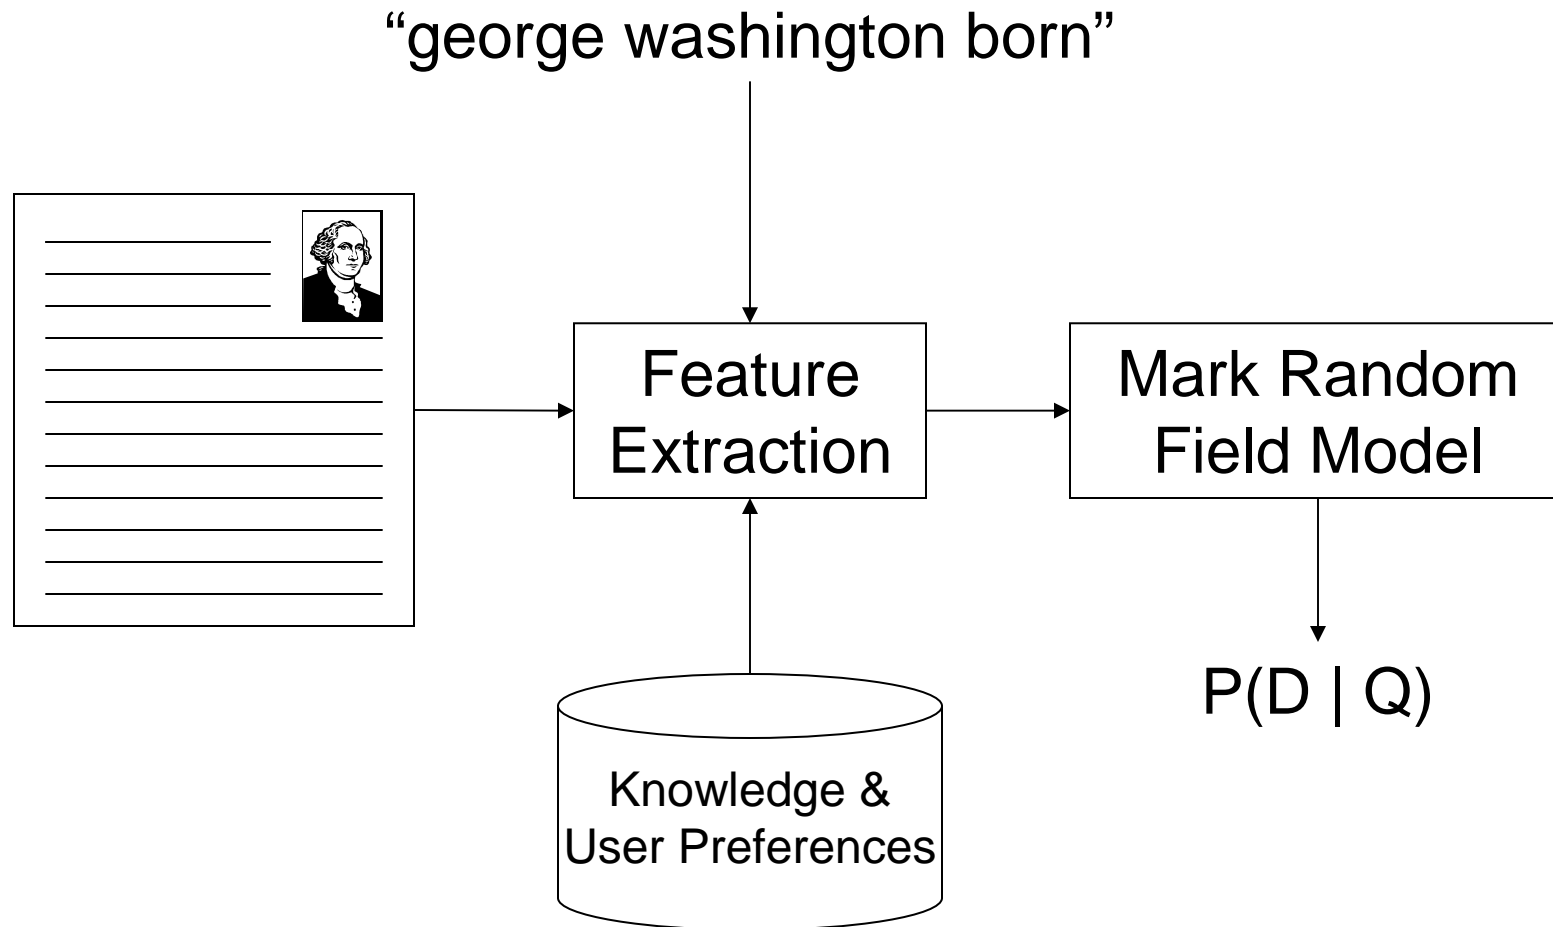 “george washington born”
Feature
Extraction
Mark Random
Field Model
P(D | Q)
Knowledge &
User Preferences